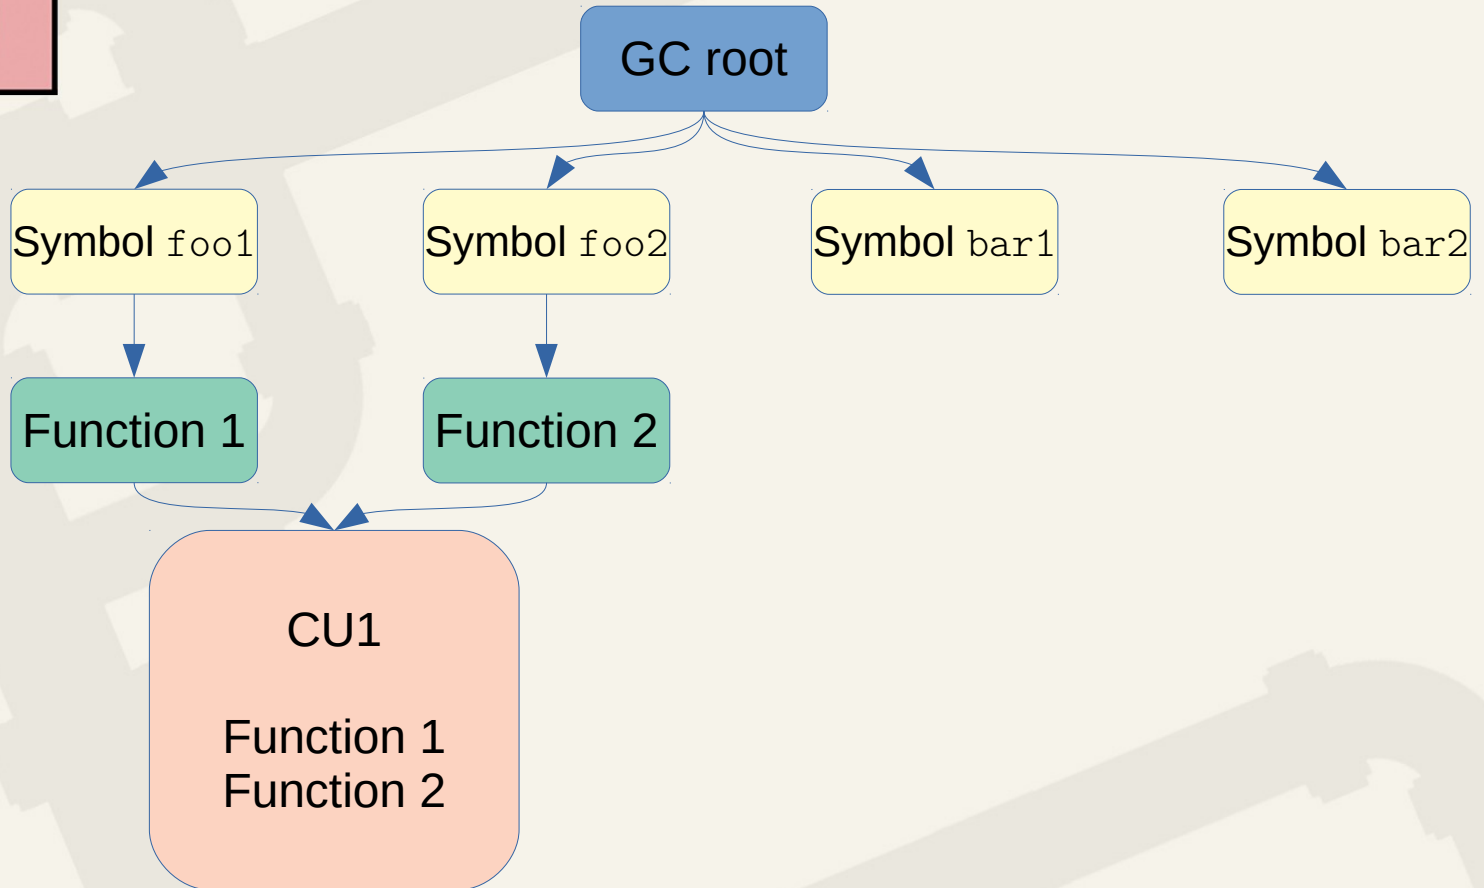 GC root
Symbol foo1
Symbol foo2
Symbol bar1
Symbol bar2
Function 1
Function 2
CU1
Function 1
Function 2